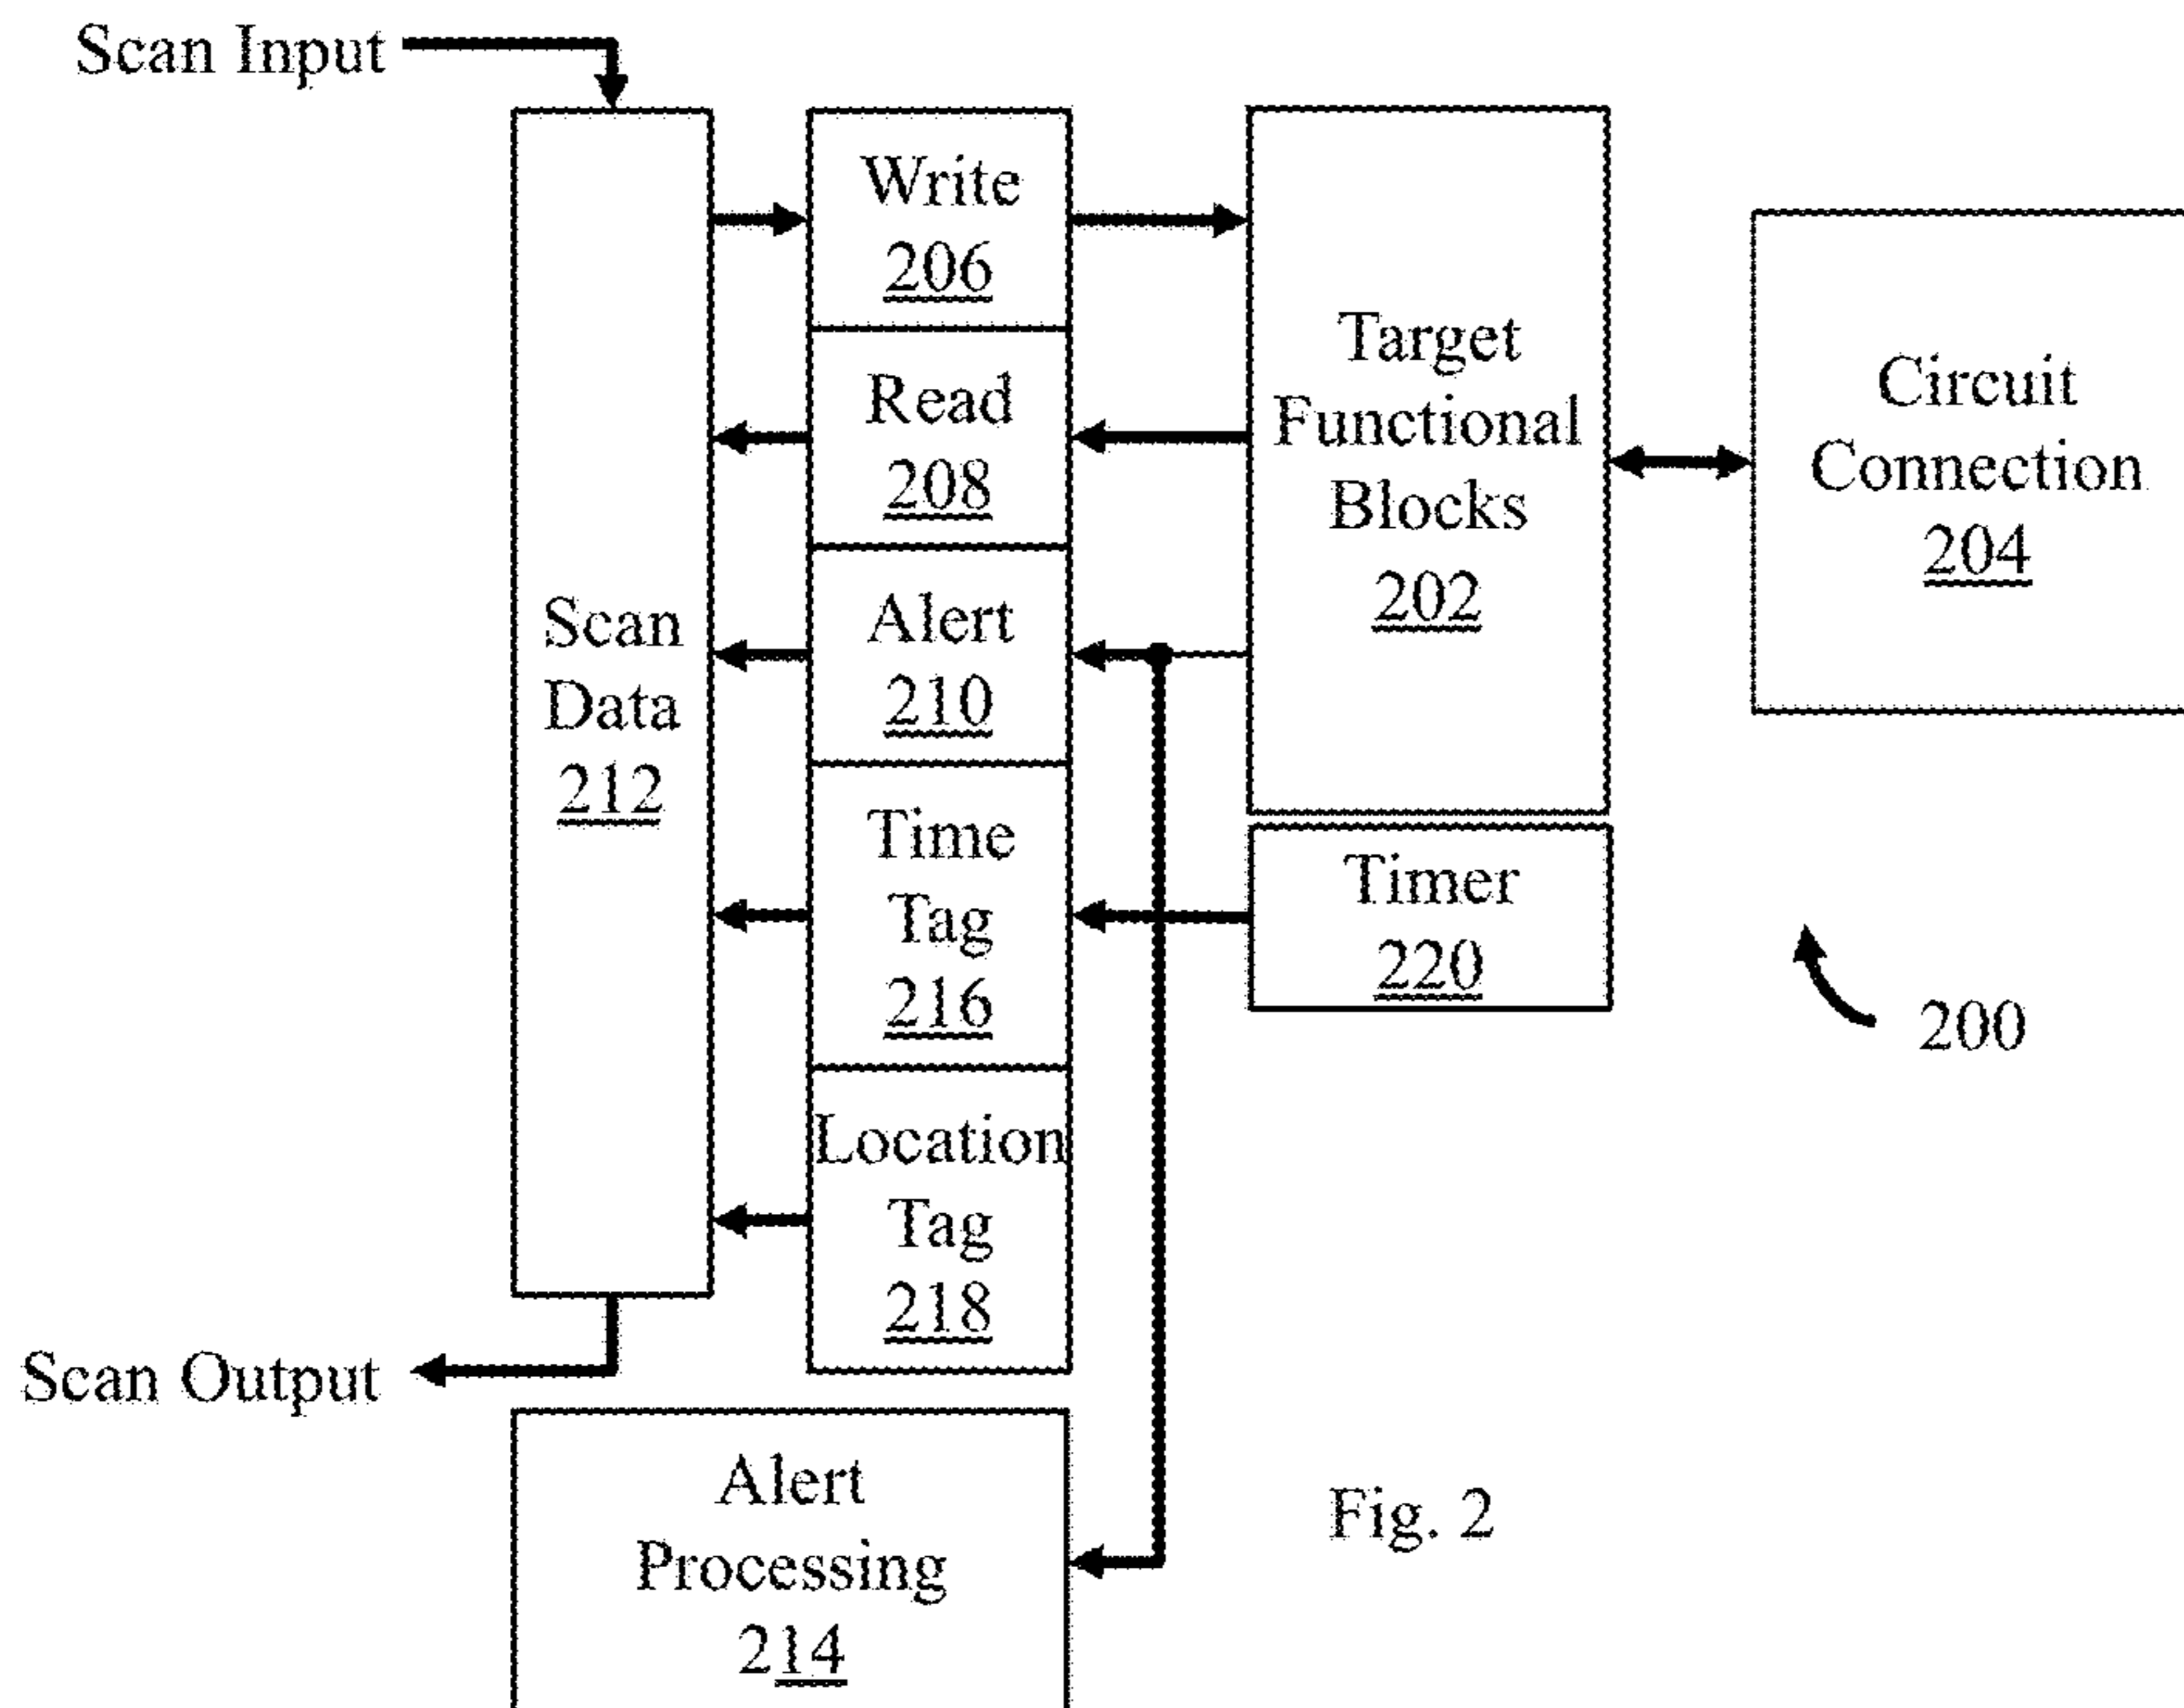 Scan Input
Write
206
Read
208
Alert
210
Time
Tag
216
Location
Tag
218
Scan
Data
212
Target
Functional
Blocks
202
Circuit
Connection
204
Timer
220
200
Scan Output
Alert
Processing
214
Fig. 2